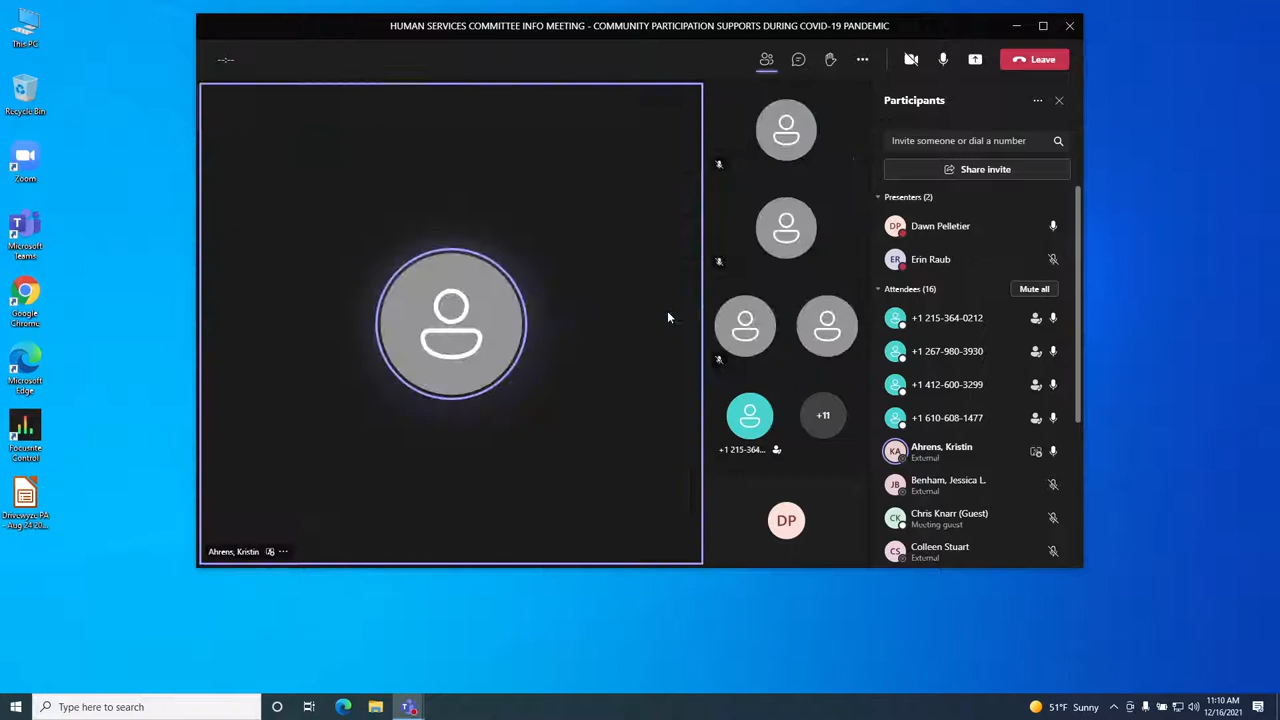 This PC
Recycle Bin
Zoom
Microsoft
Teams
Google
Chrome
Microsoft
Edge
Focusrite
Control
Drivewyze PA
- Aug 24 20...
HUMAN SERVICES COMMITTEE INFO MEETING - COMMUNITY PARTICIPATION SUPPORTS DURING COVID-19 PANDEMIC
--:--
Leave
+1 215-364...
+11
DP
Ahrens, Kristin
Participants
Invite someone or dial a number
Share invite
Presenters (2)
DP Dawn Pelletier
ER Erin Raub
Attendees (16)
Mute all
+1 215-364-0212
+1 267-980-3930
+1 412-600-3299
+1 610-608-1477
KA Ahrens, Kristin
External
JB Benham, Jessica L.
External
CK Chris Knarr (Guest)
Meeting guest
CS Colleen Stuart
External
Type here to search
51°F Sunny
11:10 AM
12/16/2021